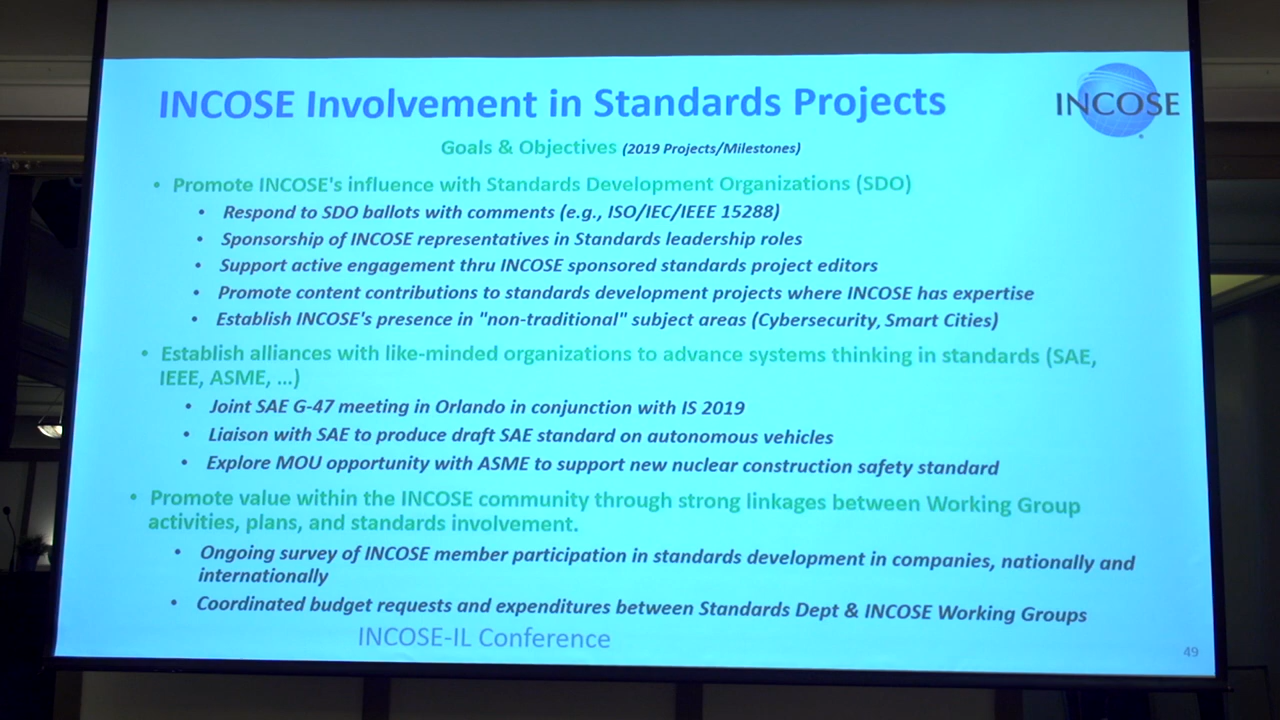 INCOSE Involvement in Standards Projects
INCOSE
Goals & Objectives (2019 Projects/Milestones)
• Promote INCOSE's influence with Standards Development Organizations (SDO)
• Respond to SDO ballots with comments (e.g., ISO/IEC/IEEE 15288)
• Sponsorship of INCOSE representatives in Standards leadership roles
• Support active engagement thru INCOSE sponsored standards project editors
• Promote content contributions to standards development projects where INCOSE has expertise
• Establish INCOSE's presence in "non-traditional" subject areas (Cybersecurity, Smart Cities)
• Establish alliances with like-minded organizations to advance systems thinking in standards (SAE,
IEEE, ASME, ...)
• Joint SAE G-47 meeting in Orlando in conjunction with IS 2019
• Liaison with SAE to produce draft SAE standard on autonomous vehicles
• Explore MOU opportunity with ASME to support new nuclear construction safety standard
• Promote value within the INCOSE community through strong linkages between Working Group
activities, plans, and standards involvement.
• Ongoing survey of INCOSE member participation in standards development in companies, nationally and
internationally
• Coordinated budget requests and expenditures between Standards Dept & INCOSE Working Groups
INCOSE-IL Conference
49